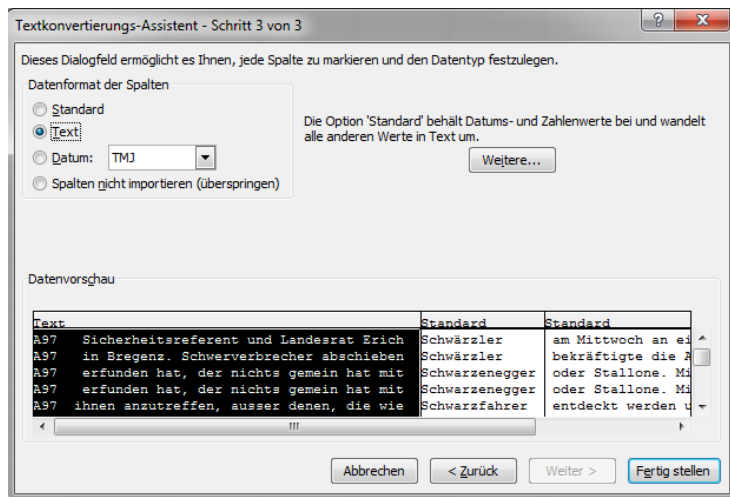 Textkonvertierungs-Assistent - Schritt 3 von 3
Dieses Dialogfeld ermöglicht es Ihnen, jede Spalte zu markieren und den Datentyp festzulegen.
Datenformat der Spalten
Standard
Text
Datum: TMJ
Spalten nicht importieren (überspringen)
Die Option 'Standard' behält Datums- und Zahlenwerte bei und wandelt
alle anderen Werte in Text um.
Weitere...
Datenvorschau
Text Standard Standard
A97 Sicherheitsreferent und Landesrat Erich Schwärzler am Mittwoch an ei
A97 in Bregenz. Schwerverbrecher abschieben Schwärzler bekräftigte die A
A97 erfunden hat, der nichts gemein hat mit Schwarzenegger oder Stallone. Mi
A97 erfunden hat, der nichts gemein hat mit Schwarzenegger oder Stallone. Mi
A97 ihnen anzutreffen, ausser denen, die wie Schwarzfahrer entdeckt werden u
Abbrechen < Zurück Weiter > Fertig stellen